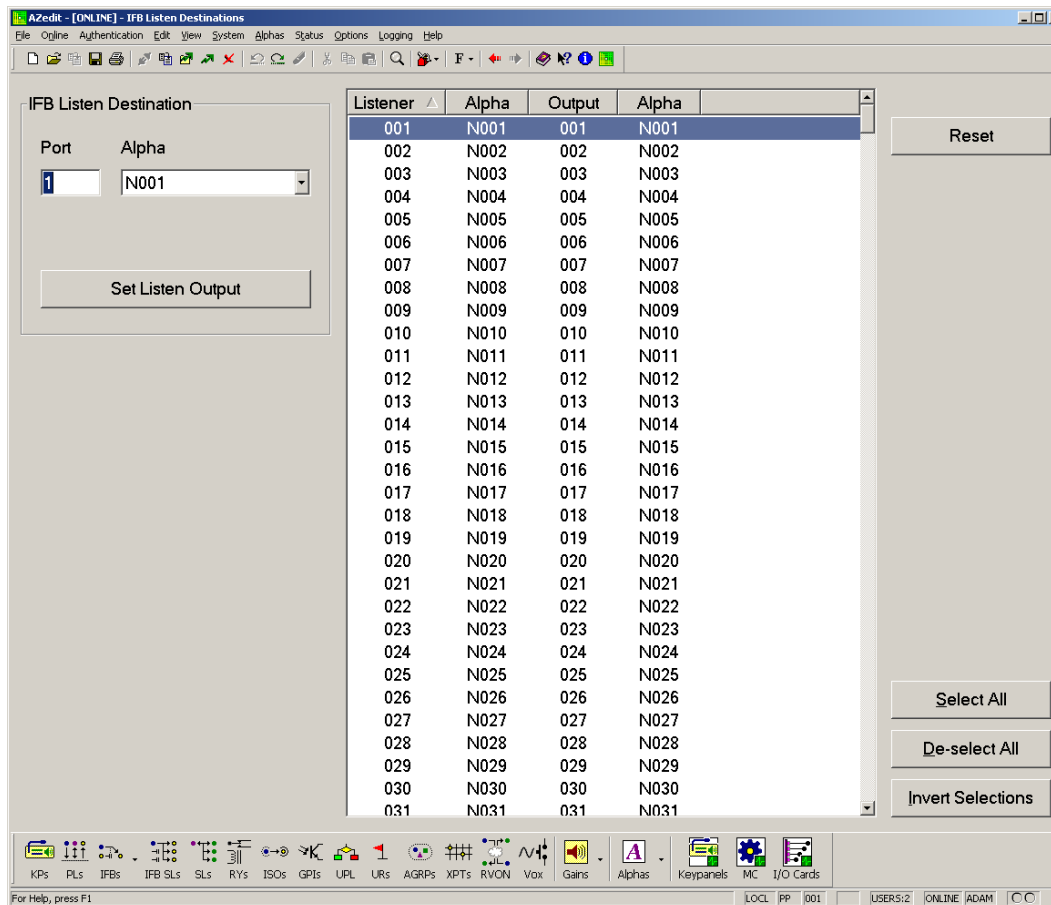 AZedit - [ONLINE] - IFB Listen Destinations
File Online Authentication Edit View System Alphas Status Options Logging Help
F
IFB Listen Destination
Port Alpha
1 N001
Set Listen Output
Listener Alpha Output Alpha
001 N001 001 N001
002 N002 002 N002
003 N003 003 N003
004 N004 004 N004
005 N005 005 N005
006 N006 006 N006
007 N007 007 N007
008 N008 008 N008
009 N009 009 N009
010 N010 010 N010
011 N011 011 N011
012 N012 012 N012
013 N013 013 N013
014 N014 014 N014
015 N015 015 N015
016 N016 016 N016
017 N017 017 N017
018 N018 018 N018
019 N019 019 N019
020 N020 020 N020
021 N021 021 N021
022 N022 022 N022
023 N023 023 N023
024 N024 024 N024
025 N025 025 N025
026 N026 026 N026
027 N027 027 N027
028 N028 028 N028
029 N029 029 N029
030 N030 030 N030
031 N031 031 N031
Reset
Select All
De-select All
Invert Selections
A
KPs PLs IFBs IFB SLs SLs RYs ISOs GPIs UPL URs AGRPs XPTs RVON Vox Gains Alphas Keypanels MC I/O Cards
For Help, press F1 LOCL PP 001 USERS:2 ONLINE ADAM